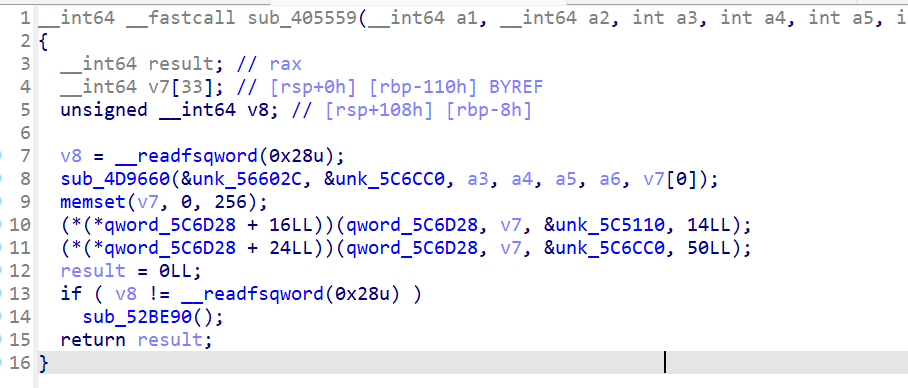 1 __int64 __fastcall sub_405559(__int64 a1, __int64 a2, int a3, int a4, int a5, i
2 {
3 __int64 result; // rax
4 __int64 v7[33]; // [rsp+0h] [rbp-110h] BYREF
5 unsigned __int64 v8; // [rsp+108h] [rbp-8h]
6
7 v8 = __readfsqword(0x28u);
8 sub_4D9660(&unk_56602C, &unk_5C6CC0, a3, a4, a5, a6, v7[0]);
9 memset(v7, 0, 256);
10 (*(*qword_5C6D28 + 16LL))(qword_5C6D28, v7, &unk_5C5110, 14LL);
11 (*(*qword_5C6D28 + 24LL))(qword_5C6D28, v7, &unk_5C6CC0, 50LL);
12 result = 0LL;
13 if ( v8 != __readfsqword(0x28u) )
14 sub_52BE90();
15 return result;
16 }